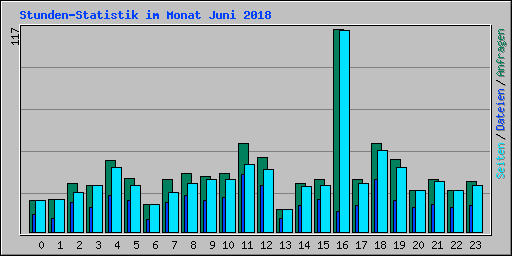 Stunden-Statistik im Monat Juni 2018
117
Seiten / Dateien / Anfragen
0 1 2 3 4 5 6 7 8 9 10 11 12 13 14 15 16 17 18 19 20 21 22 23